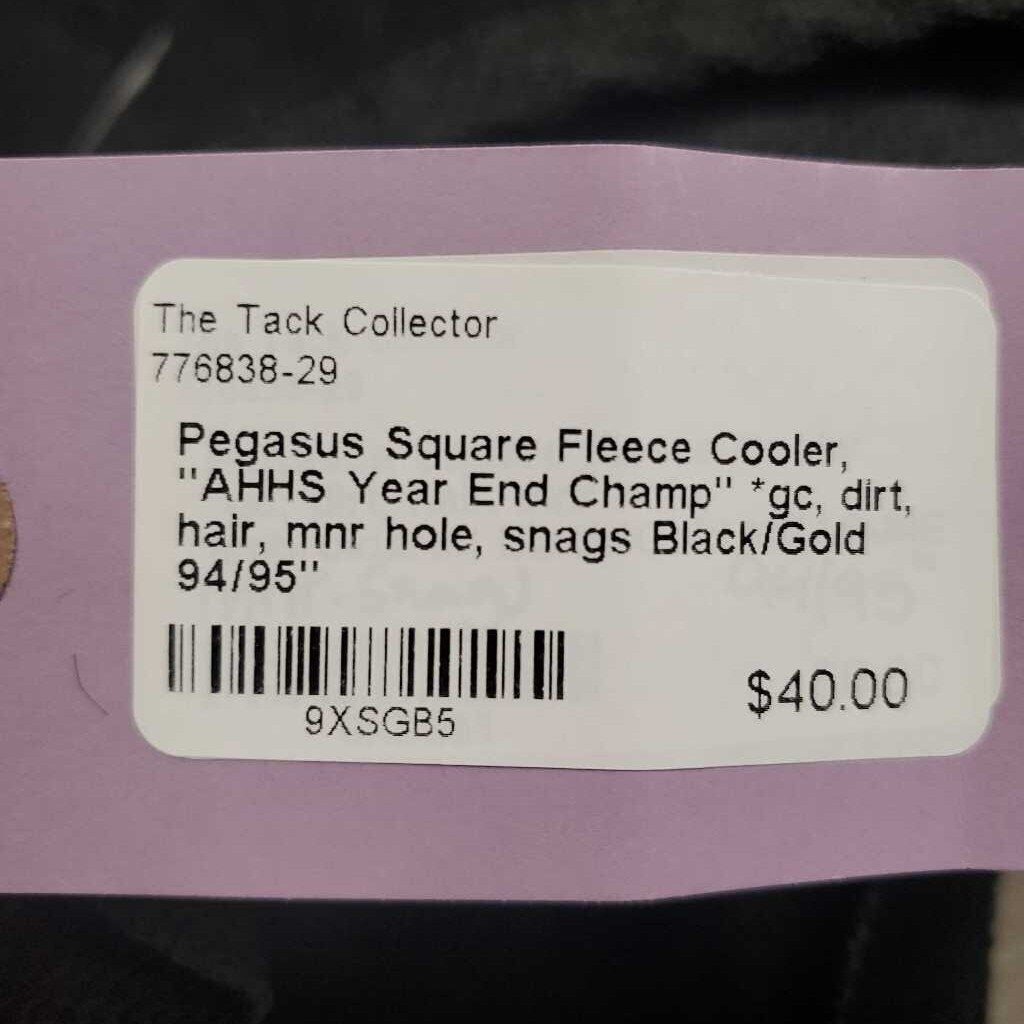 The Tack Collector
776838-29
Pegasus Square Fleece Cooler,
"AHHS Year End Champ" *gc, dirt,
hair, mnr hole, snags Black/Gold
94/95"
9XSGB5
$40.00